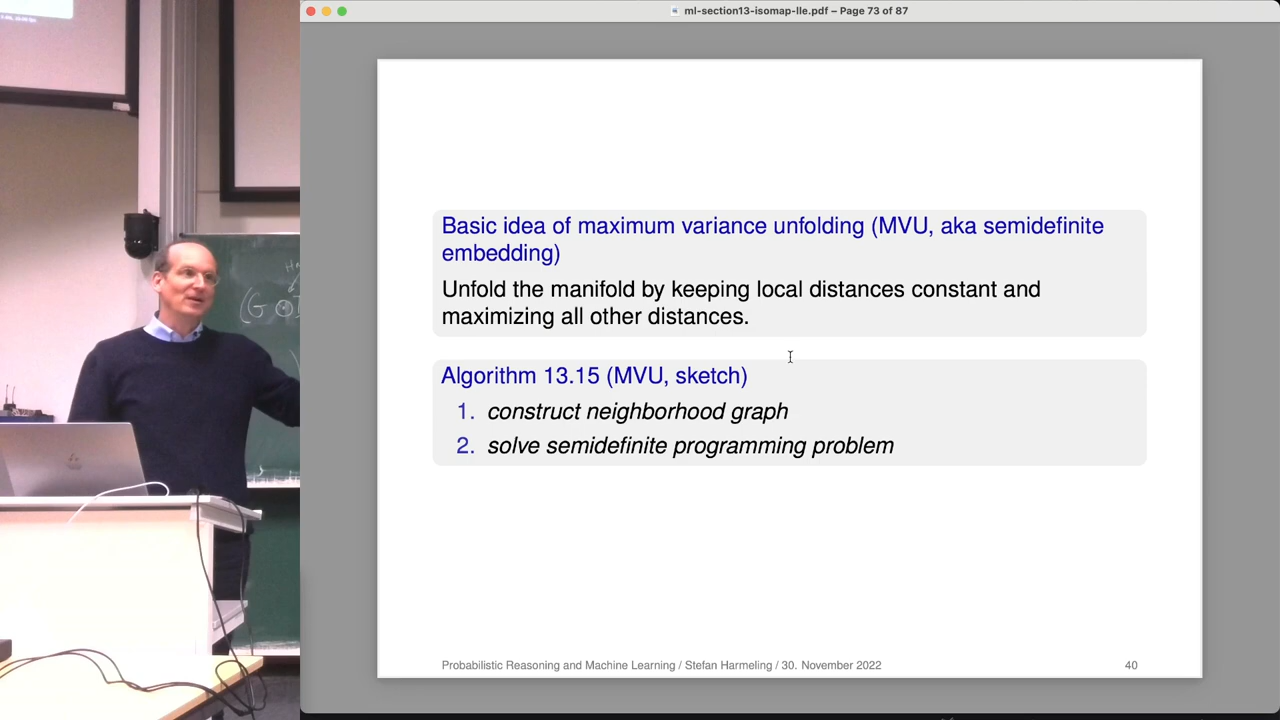 ml-section13-isomap-lle.pdf – Page 73 of 87
Basic idea of maximum variance unfolding (MVU, aka semidefinite
embedding)
Unfold the manifold by keeping local distances constant and
maximizing all other distances.
Algorithm 13.15 (MVU, sketch)
1. construct neighborhood graph
2. solve semidefinite programming problem
Probabilistic Reasoning and Machine Learning / Stefan Harmeling / 30. November 2022
40